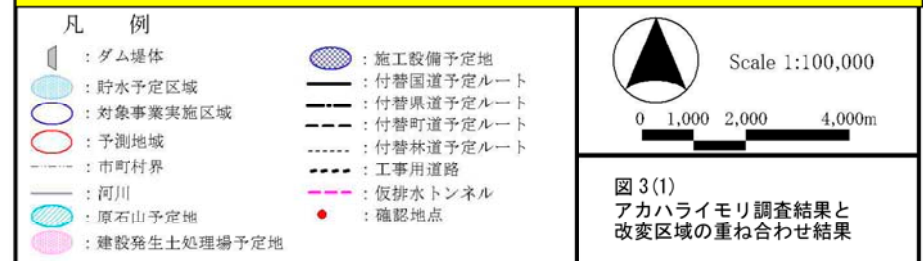 凡 例
：ダム堤体
：貯水予定区域
：対象事業実施区域
：予測地域
：市町村界
：河川
：原石山予定地
：建設発生土処理場予定地
：施工設備予定地
：付替国道予定ルート
：付替県道予定ルート
：付替町道予定ルート
：付替林道予定ルート
：工事用道路
：仮排水トンネル
：確認地点
Scale 1:100,000
0 1,000 2,000 4,000m
図 3(1)
アカハライモリ調査結果と
改変区域の重ね合わせ結果